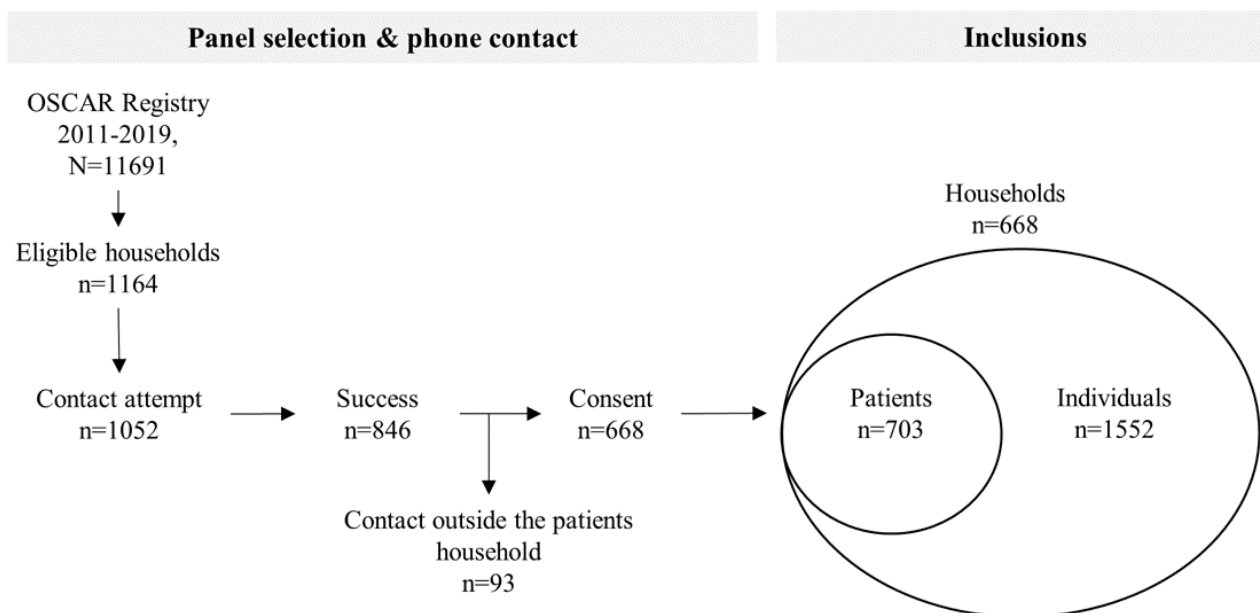 Panel selection & phone contact
Inclusions
OSCAR Registry
2011-2019,
N=11691
Eligible households
n=1164
Contact attempt
n=1052
Success
n=846
Consent
n=668
Contact outside the patients
household
n=93
Households
n=668
Patients
n=703
Individuals
n=1552